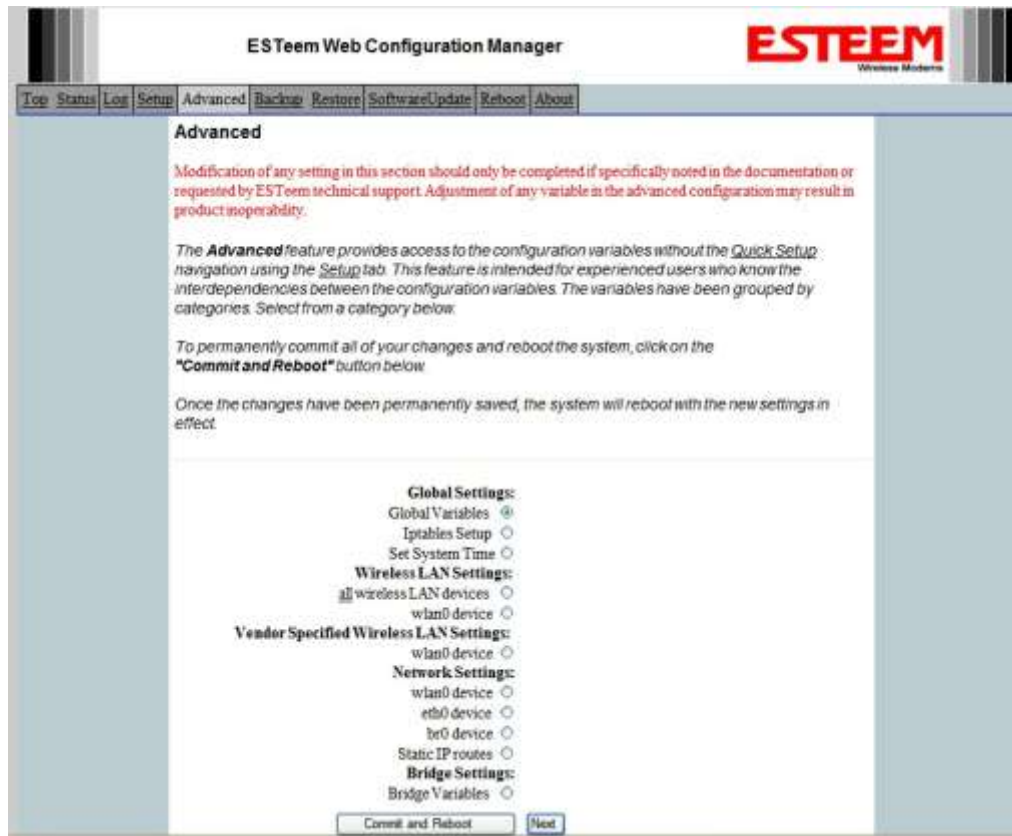 ESTeem Web Configuration Manager
ESTEEM
Wireless Modems
Top Status Log Setup Advanced Backup Restore SoftwareUpdate Reboot About
Advanced
Modification of any setting in this section should only be completed if specifically noted in the documentation or
requested by ESTeem technical support. Adjustment of any variable in the advanced configuration may result in
product inoperability.
The Advanced feature provides access to the configuration variables without the Quick Setup
navigation using the Setup tab. This feature is intended for experienced users who know the
interdependencies between the configuration variables. The variables have been grouped by
categories. Select from a category below.
To permanently commit all of your changes and reboot the system, click on the
"Commit and Reboot" button below.
Once the changes have been permanently saved, the system will reboot with the new settings in
effect.
Global Settings:
Global Variables
Iptables Setup
Set System Time
Wireless LAN Settings:
all wireless LAN devices
wlan0 device
Vendor Specified Wireless LAN Settings:
wlan0 device
Network Settings:
wlan0 device
eth0 device
br0 device
Static IP routes
Bridge Settings:
Bridge Variables
Commit and Reboot Next